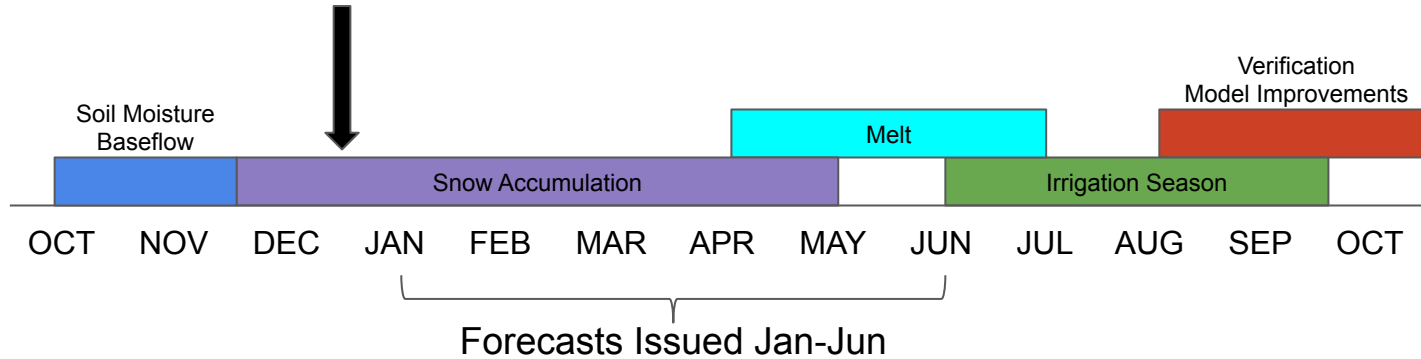 Verification
Model Improvements
Soil Moisture
Baseflow
Melt
Snow Accumulation
Irrigation Season
OCT NOV DEC JAN FEB MAR APR MAY JUN JUL AUG SEP OCT
Forecasts Issued Jan-Jun